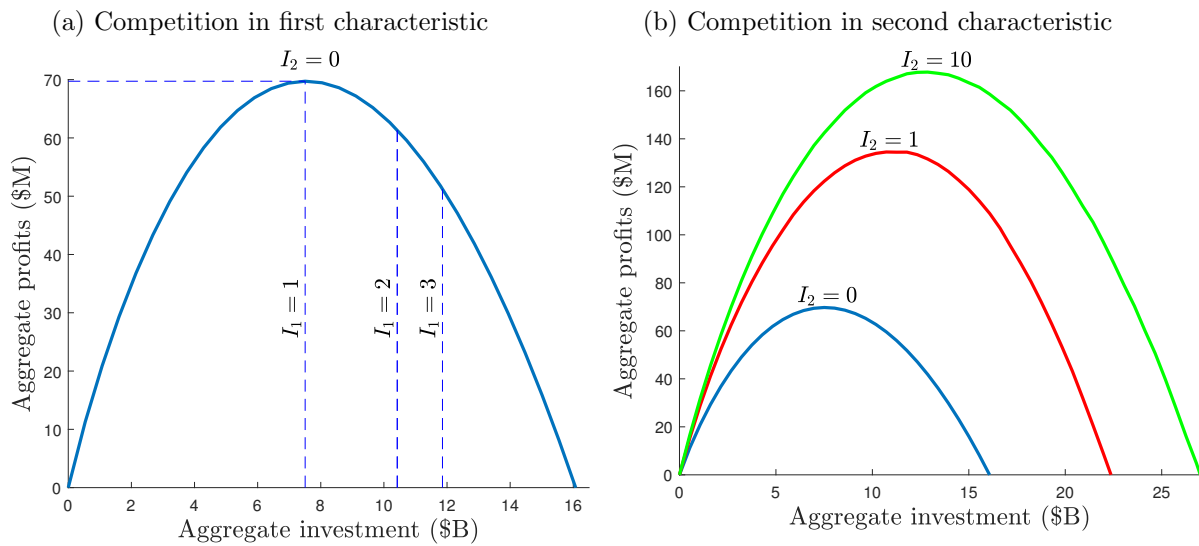 (a) Competition in first characteristic
I₂ = 0
70
60
50
40
30
20
10
0
Aggregate profits ($M)
I₁ = 1
I₁ = 2
I₁ = 3
0 2 4 6 8 10 12 14 16
Aggregate investment ($B)
(b) Competition in second characteristic
I₂ = 10
I₂ = 1
I₂ = 0
160
140
120
100
80
60
40
20
0
Aggregate profits ($M)
0 5 10 15 20 25
Aggregate investment ($B)